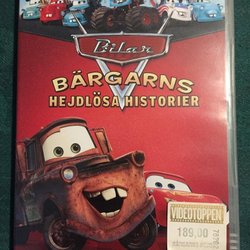 Bilar
BÄRGARNS
HEJDLÖSA HISTORIER
VIDEOTOPPEN
189,00